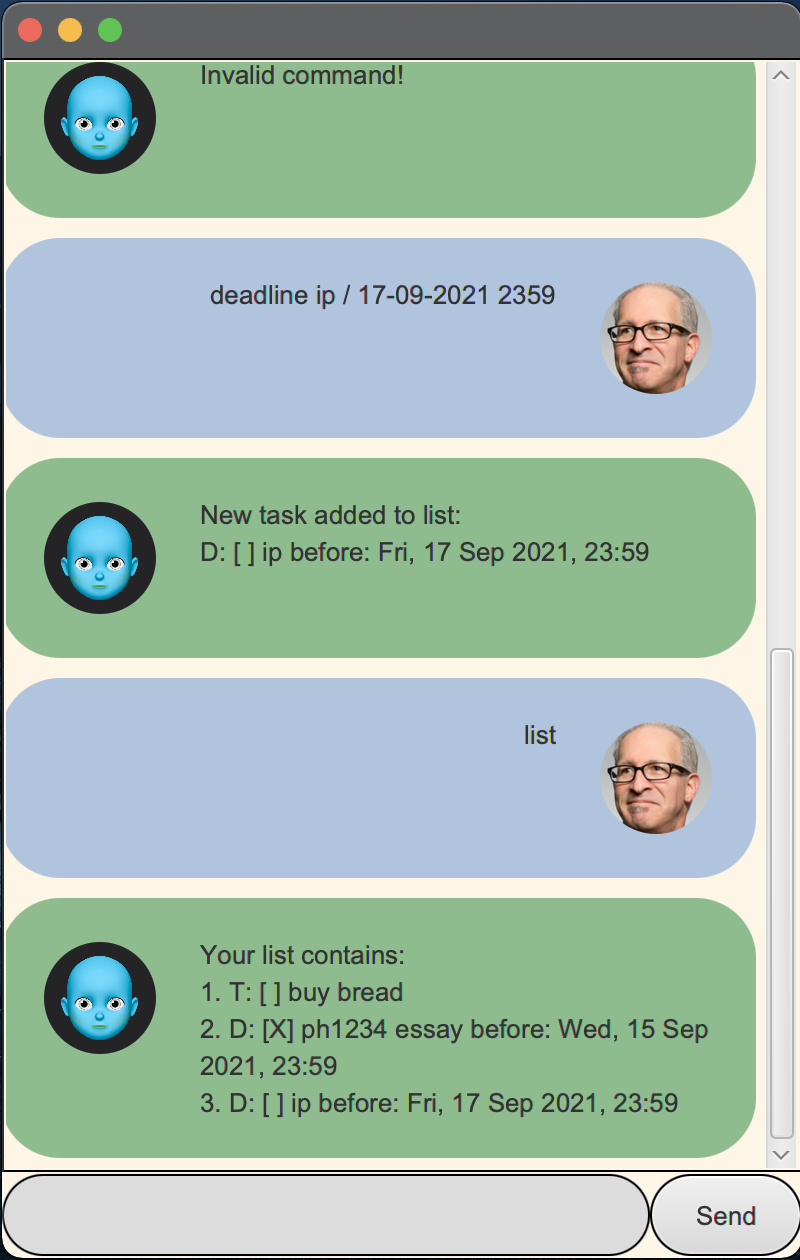 Invalid command!
deadline ip / 17-09-2021 2359
New task added to list:
D: [ ] ip before: Fri, 17 Sep 2021, 23:59
list
Your list contains:
1. T: [ ] buy bread
2. D: [X] ph1234 essay before: Wed, 15 Sep
2021, 23:59
3. D: [ ] ip before: Fri, 17 Sep 2021, 23:59
Send